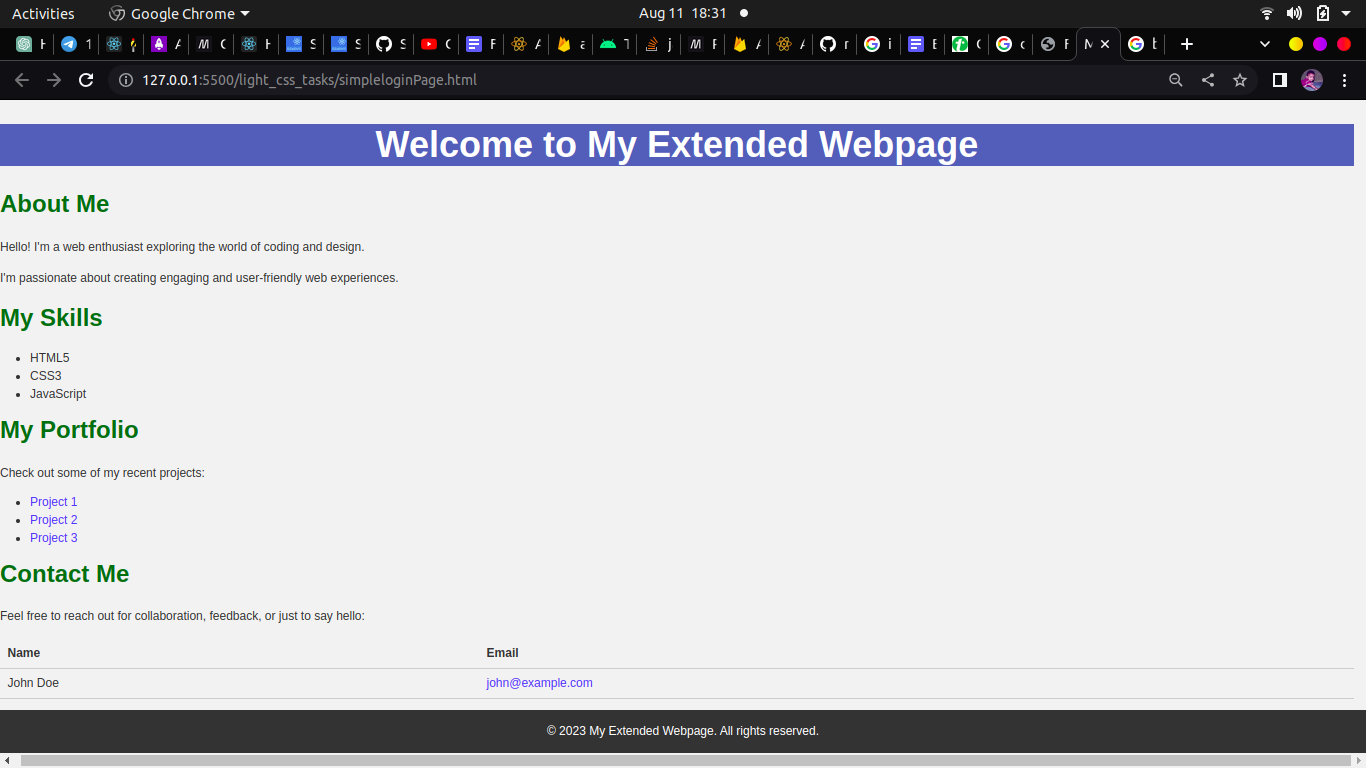 Activities Google Chrome Aug 11 18:31
127.0.0.1:5500/light_css_tasks/simpleloginPage.html
Welcome to My Extended Webpage
About Me
Hello! I'm a web enthusiast exploring the world of coding and design.
I'm passionate about creating engaging and user-friendly web experiences.
My Skills
HTML5
CSS3
JavaScript
My Portfolio
Check out some of my recent projects:
Project 1
Project 2
Project 3
Contact Me
Feel free to reach out for collaboration, feedback, or just to say hello:
Name Email
John Doe john@example.com
© 2023 My Extended Webpage. All rights reserved.